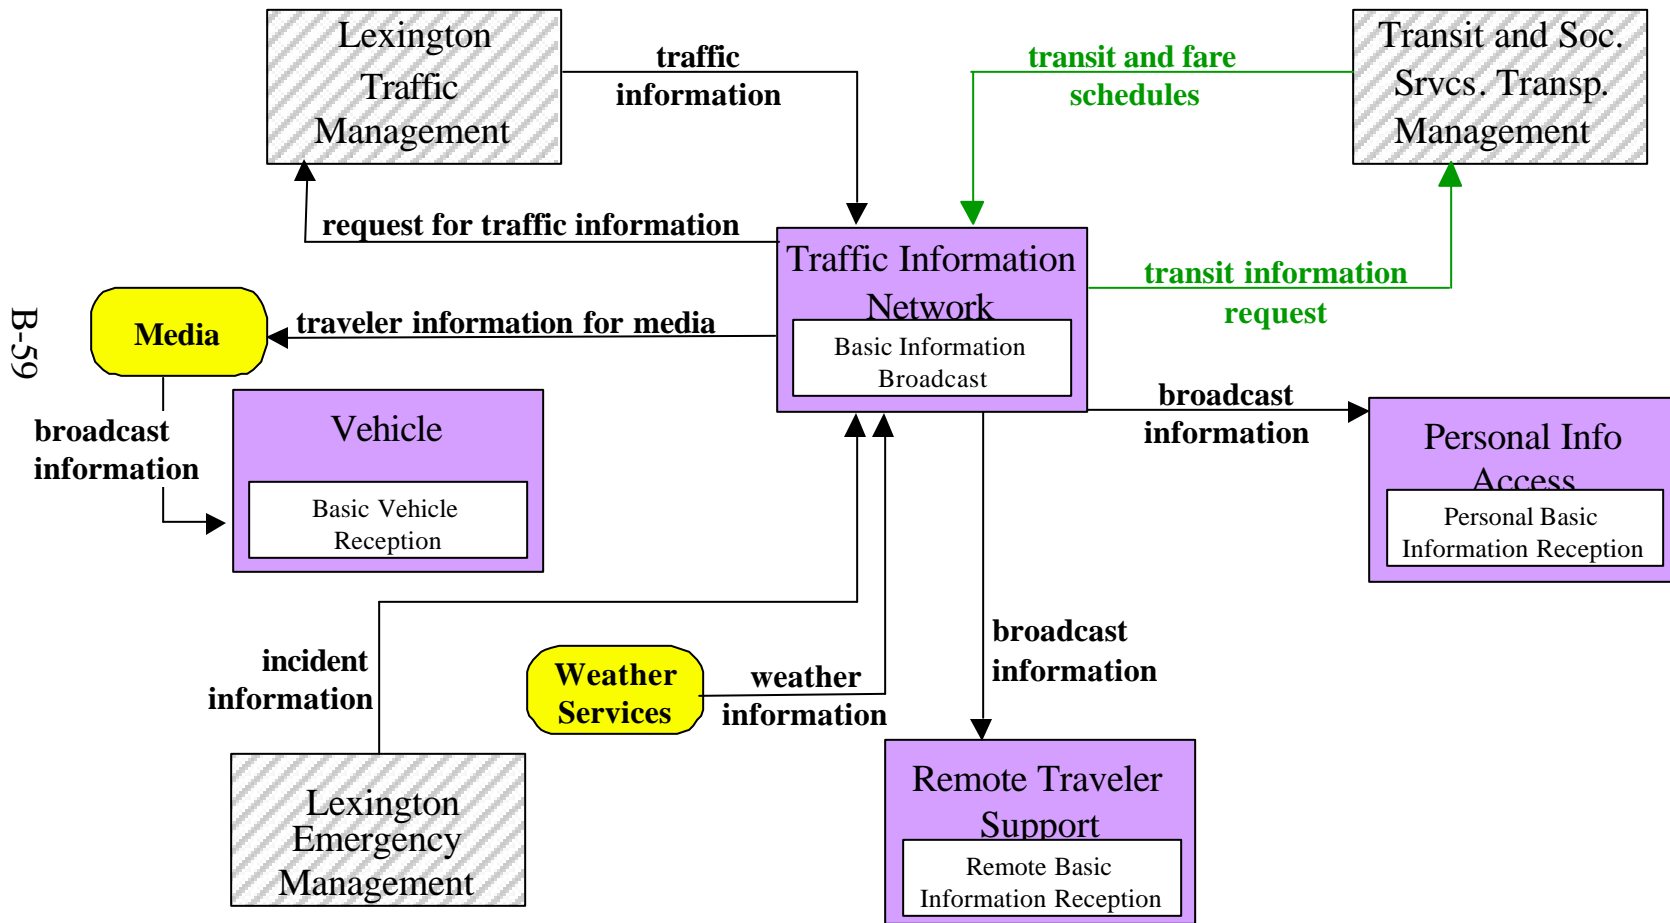 Lexington
Traffic
Management
traffic
information
transit and fare
schedules
Transit and Soc.
Srvcs. Transp.
Management
request for traffic information
Traffic Information
Network
Basic Information
Broadcast
transit information
request
traveler information for media
Media
B-59
broadcast
information
Vehicle
Basic Vehicle
Reception
broadcast
information
Personal Info
Access
Personal Basic
Information Reception
incident
information
Weather
Services
weather
information
broadcast
information
Lexington
Emergency
Management
Remote Traveler
Support
Remote Basic
Information Reception